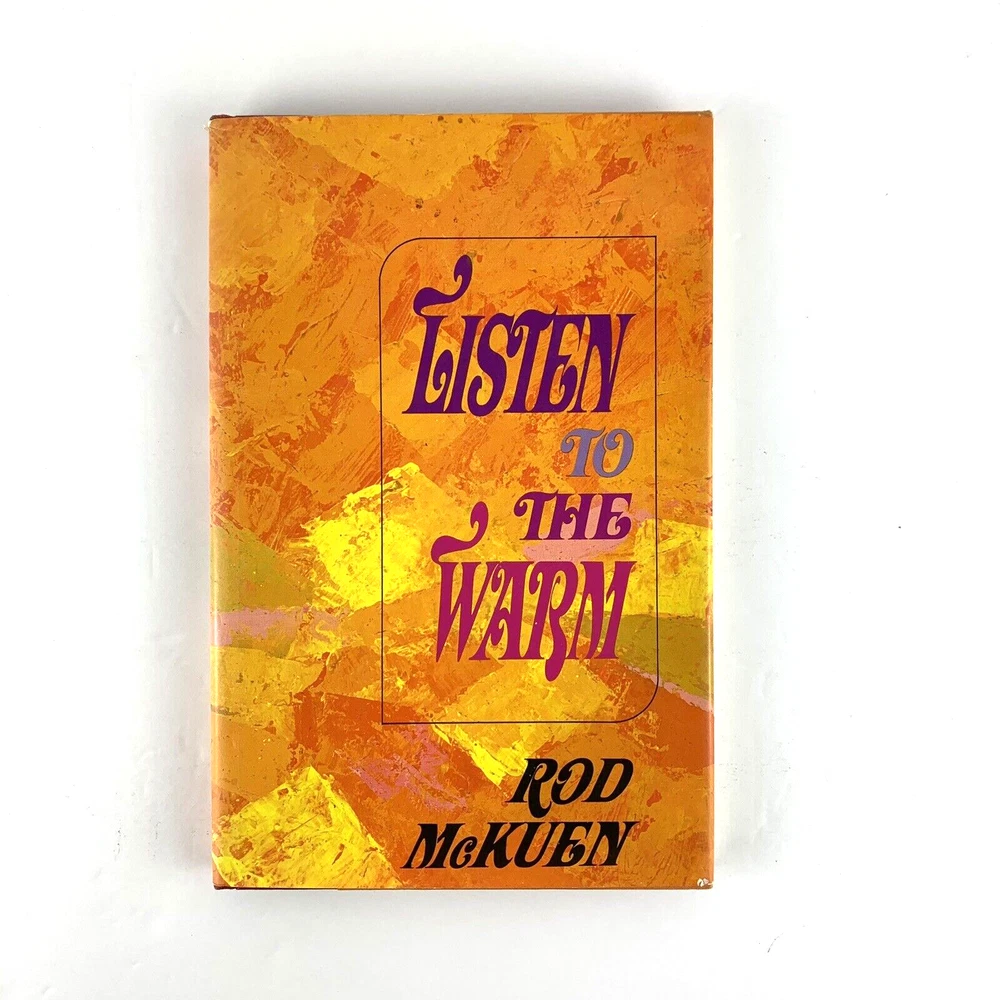 LISTEN
TO
THE
WARM
ROD
McKUEN